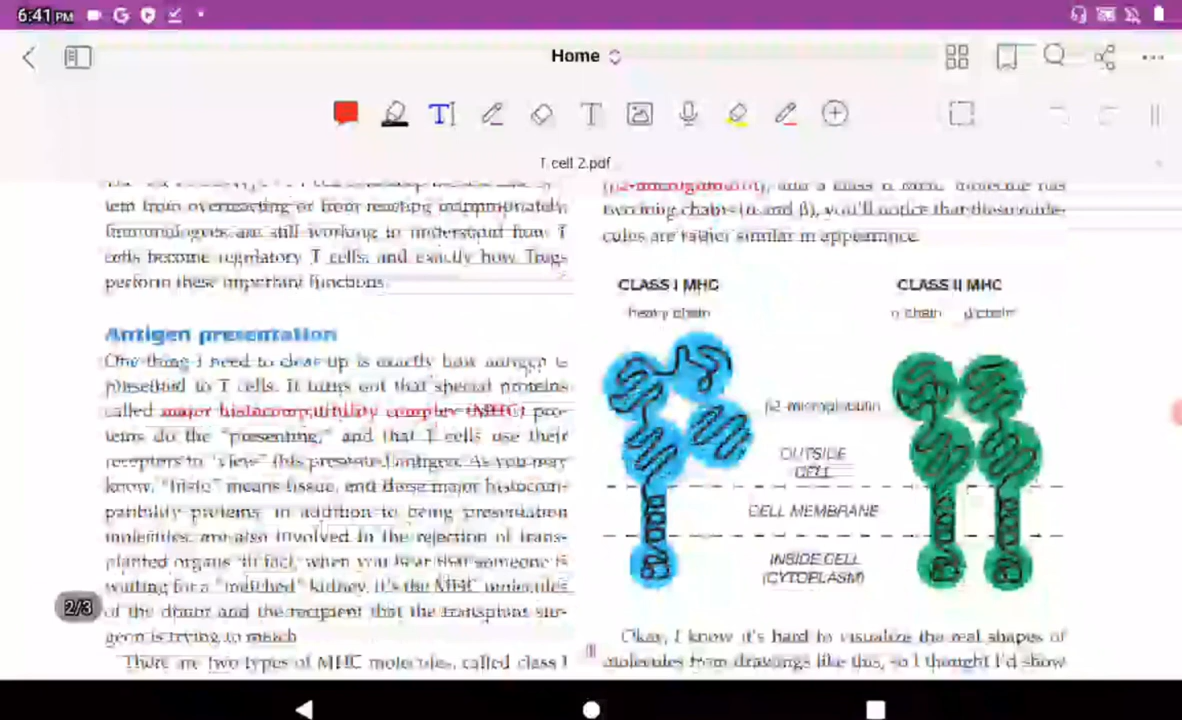 6:41 PM
Home
T cell 2.pdf
tem from overreacting or from reacting inappropriately.
Immunologists are still working to understand how T
cells become regulatory T cells, and exactly how Tregs
perform these important functions.
Antigen presentation
One thing I need to clear up is exactly how antigen is
presented to T cells. It turns out that special proteins
called major histocompatibility complex (MHC) pro-
teins do the "presenting," and that T cells use their
receptors to "view" this presented antigen. As you may
know, "histo" means tissue, and these major histocom-
patibility proteins, in addition to being presentation
molecules, are also involved in the rejection of trans-
planted organs. In fact, when you hear that someone is
waiting for a "matched" kidney, it's the MHC molecules
of the donor and the recipient that the transplant sur-
geon is trying to match.
There are two types of MHC molecules, called class I
2/3
(β2-microglobulin), and a class II MHC molecule has
two long chains (α and β), you'll notice that these mole-
cules are rather similar in appearance.
CLASS I MHC
CLASS II MHC
heavy chain
α chain
β chain
β2-microglobulin
OUTSIDE
CELL
CELL MEMBRANE
INSIDE CELL
(CYTOPLASM)
Okay, I know it's hard to visualize the real shapes of
molecules from drawings like this, so I thought I'd show